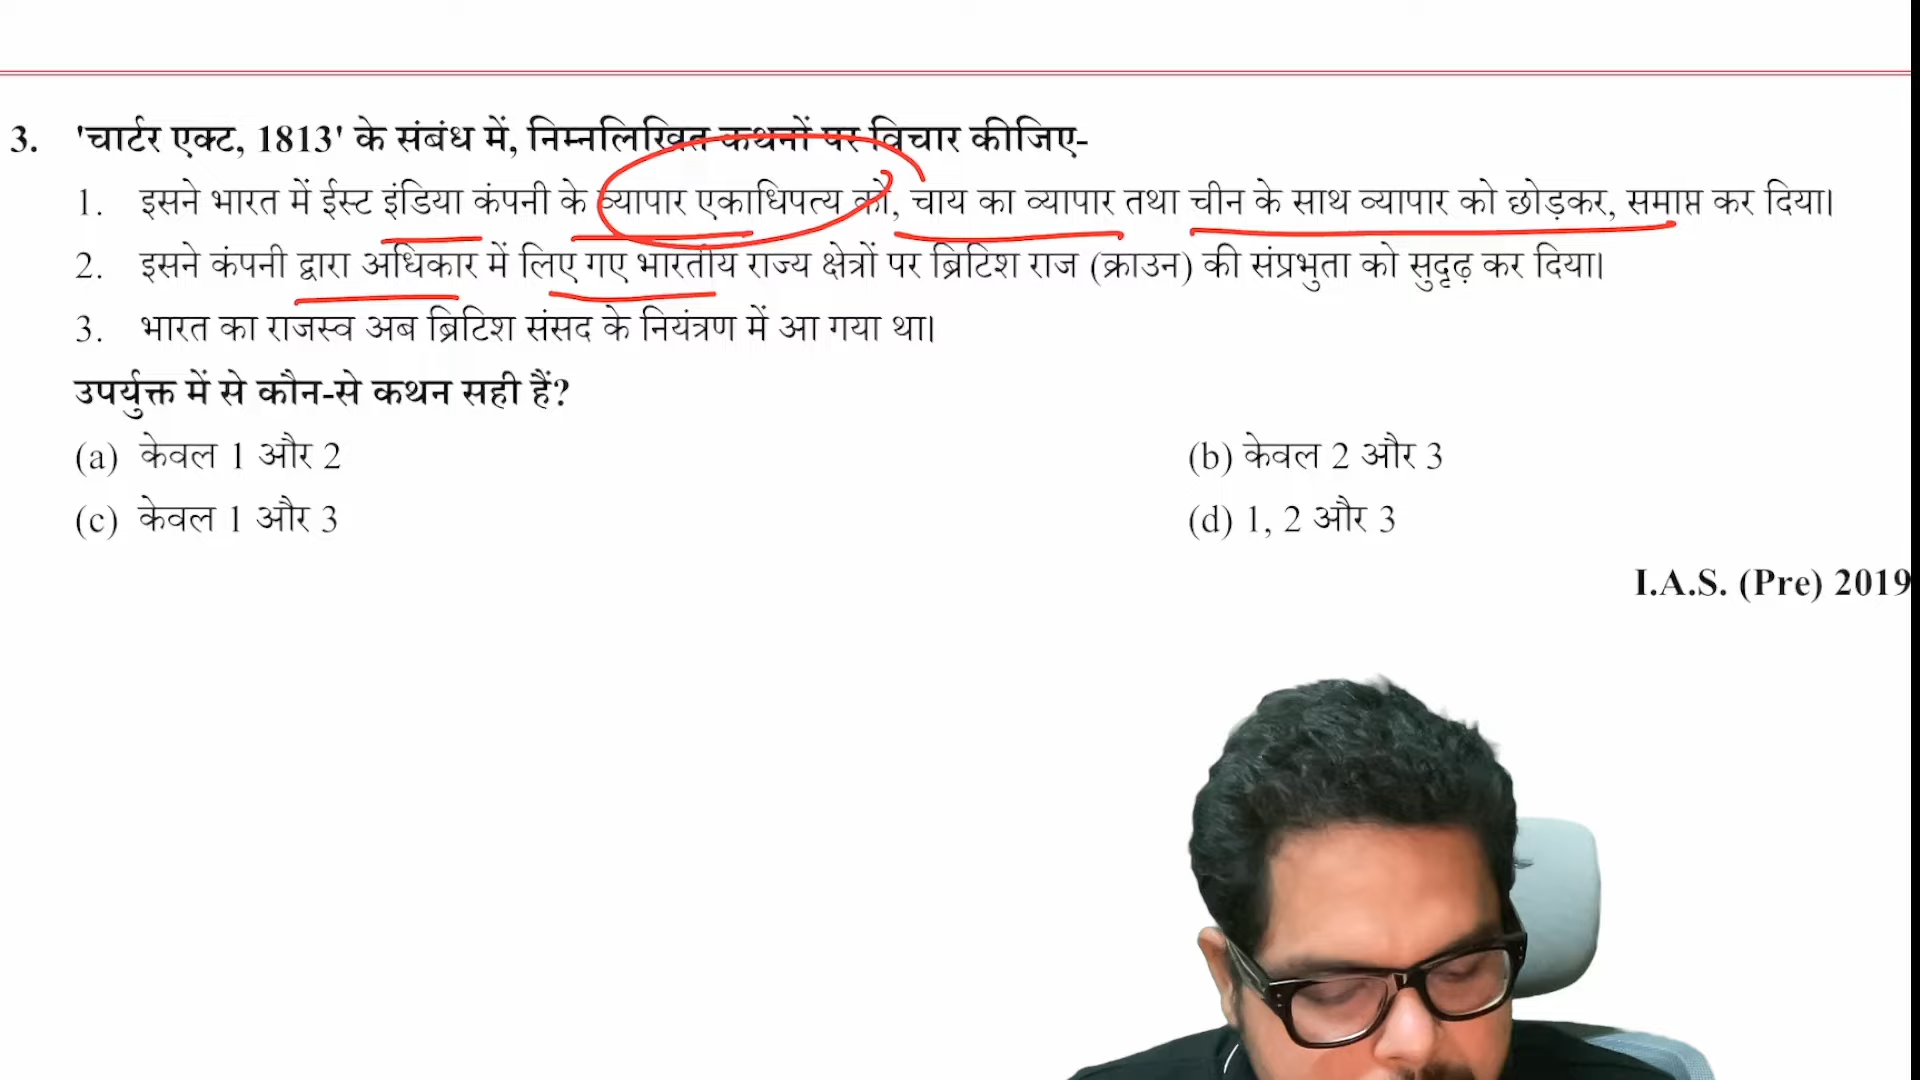 3. 'चार्टर एक्ट, 1813' के संबंध में, निम्नलिखित कथनों पर विचार कीजिए-
1. इसने भारत में ईस्ट इंडिया कंपनी के व्यापार एकाधिपत्य को, चाय का व्यापार तथा चीन के साथ व्यापार को छोड़कर, समाप्त कर दिया।
2. इसने कंपनी द्वारा अधिकार में लिए गए भारतीय राज्य क्षेत्रों पर ब्रिटिश राज (क्राउन) की संप्रभुता को सुदृढ़ कर दिया।
3. भारत का राजस्व अब ब्रिटिश संसद के नियंत्रण में आ गया था।
उपर्युक्त में से कौन-से कथन सही हैं?
(a) केवल 1 और 2 (b) केवल 2 और 3
(c) केवल 1 और 3 (d) 1, 2 और 3
I.A.S. (Pre) 2019